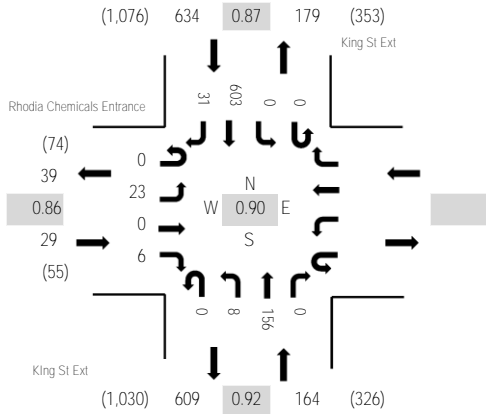 (1,076) 634 0.87 179 (353)
King St Ext
31 603 0 0
Rhodia Chemicals Entrance
(74)
39 0
23
0.86 W N 0.90 E S
0
29
6
(55)
0 8 156 0
KIng St Ext
(1,030) 609 0.92 164 (326)